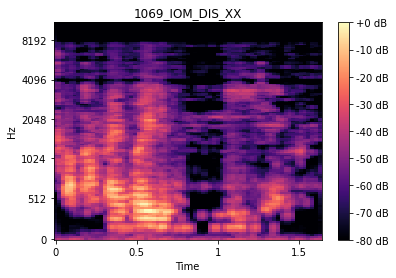 1069_IOM_DIS_XX
Hz
8192
4096
2048
1024
512
0
0
0.5
1
1.5
Time
+0 dB
-10 dB
-20 dB
-30 dB
-40 dB
-50 dB
-60 dB
-70 dB
-80 dB